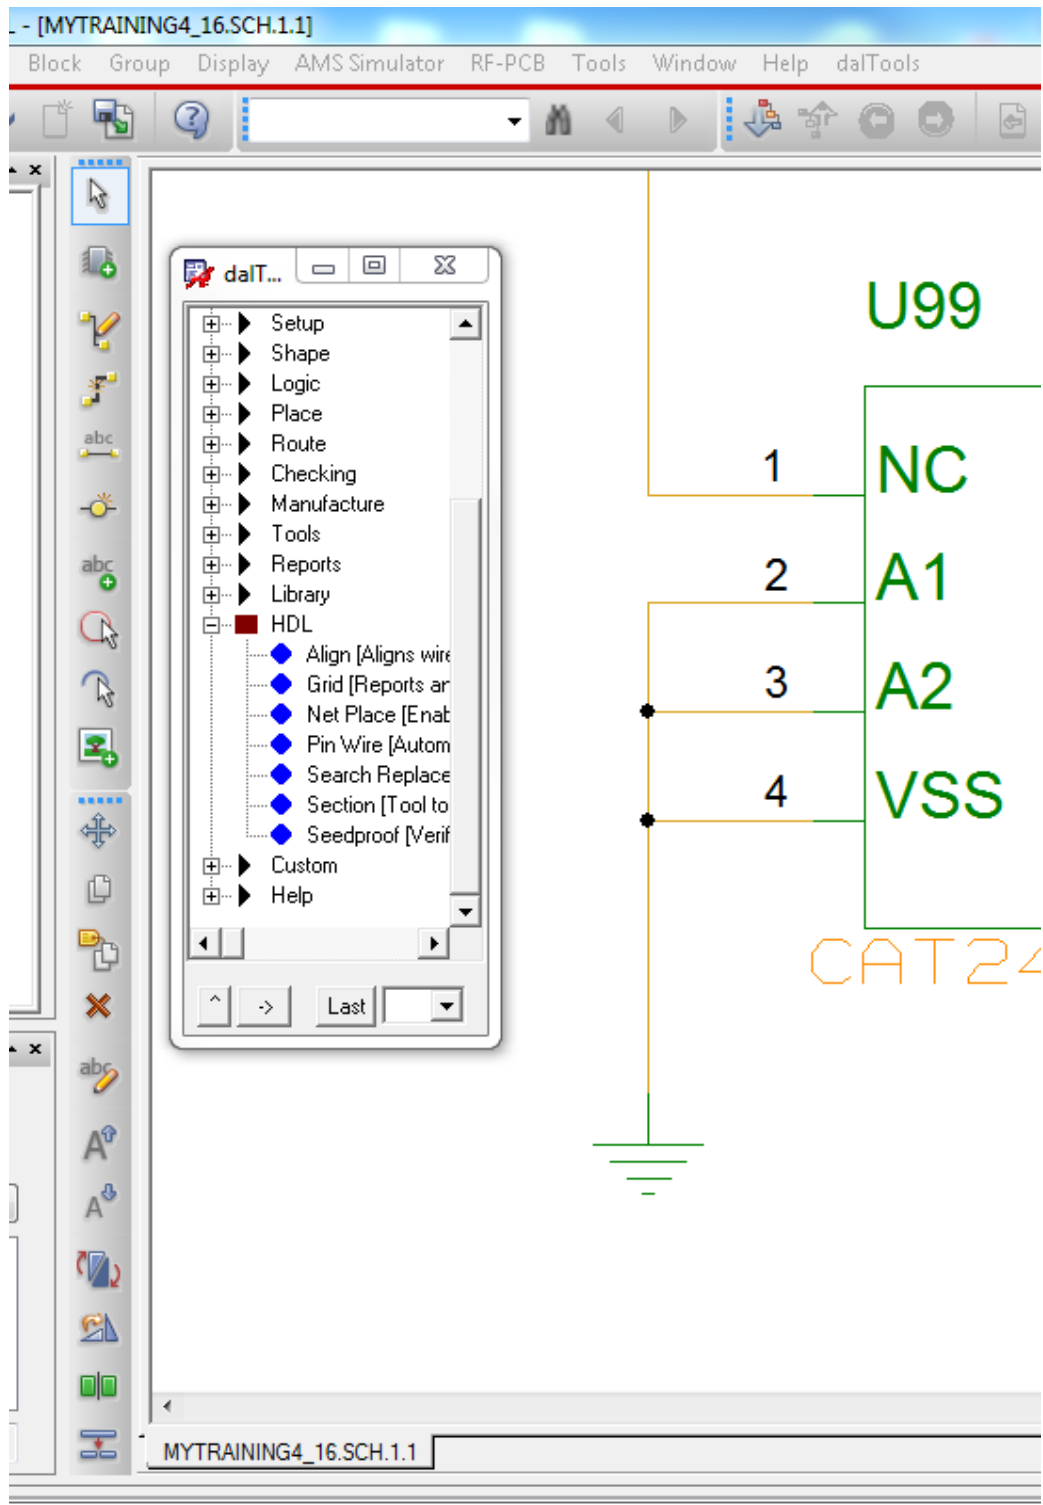 - [MYTRAINING4_16.SCH.1.1]
Block Group Display AMS Simulator RF-PCB Tools Window Help dalTools
dalT...
Setup
Shape
Logic
Place
Route
Checking
Manufacture
Tools
Reports
Library
HDL
Align [Aligns wire
Grid [Reports ar
Net Place [Enab
Pin Wire [Autom
Search Replace
Section [Tool to
Seedproof [Verif
Custom
Help
^ -> Last
abc
abc
abc
A
A
U99
1 NC
2 A1
3 A2
4 VSS
CAT24
MYTRAINING4_16.SCH.1.1